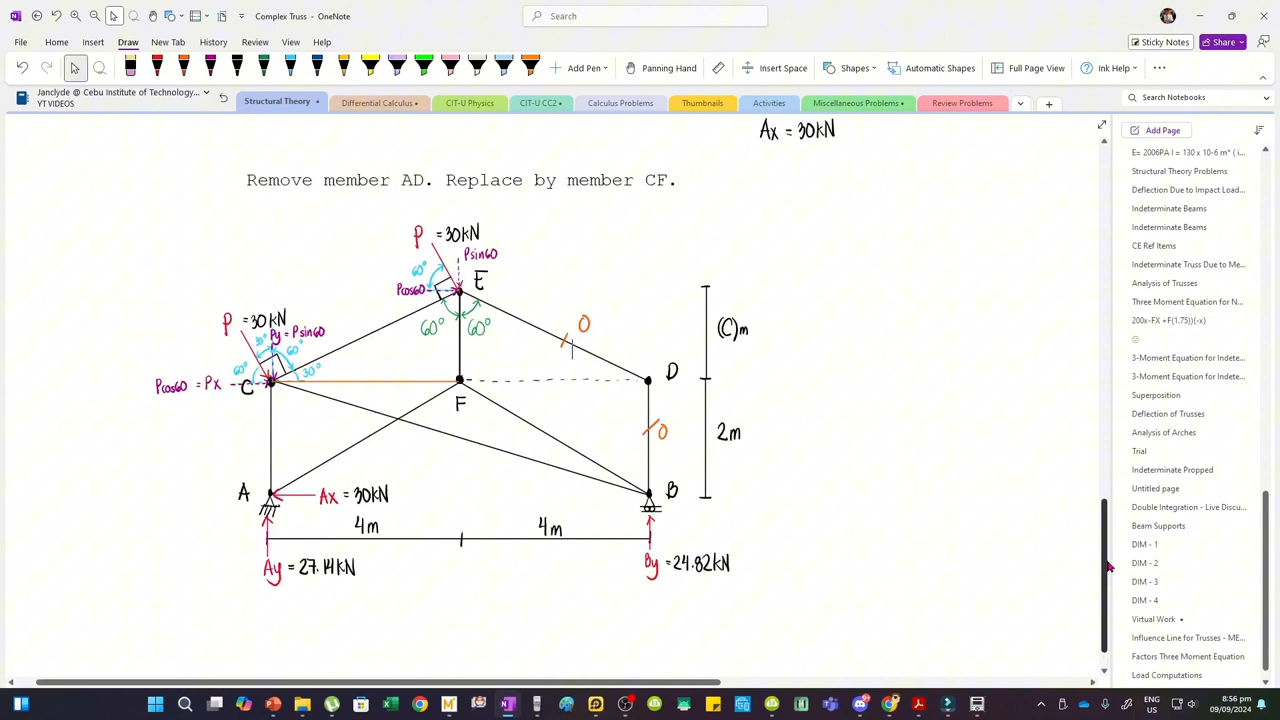 Complex Truss - OneNote
Search
File Home Insert Draw New Tab History Review View Help
Sticky Notes Share
Add Pen Panning Hand Insert Space Shapes Automatic Shapes Full Page View Ink Help
Janclyde @ Cebu Institute of Technology...
YT VIDEOS
Structural Theory Differential Calculus CIT-U Physics CIT-U CC2 Calculus Problems Thumbnails Activities Miscellaneous Problems Review Problems
Search Notebooks
Add Page
Ax = 30kN
Remove member AD. Replace by member CF.
P = 30kN
Psin60
60°
Pcos60
E
60° 60°
O
P = 30kN
Py = Psin60
30° 60°
60° 30°
Pcos60 = Px
C
F
D
(C)m
O
2m
A
Ax = 30kN
B
4m 4m
Ay = 27.14kN
By = 24.82kN
E= 200GPA I = 130 x 10-6 m⁴ ( i...
Structural Theory Problems
Deflection Due to Impact Load...
Indeterminate Beams
Indeterminate Beams
CE Ref Items
Indeterminate Truss Due to Me...
Analysis of Trusses
Three Moment Equation for N...
200x-FX +F(1.75))(-x)
3-Moment Equation for Indete...
3-Moment Equation for Indete...
Superposition
Deflection of Trusses
Analysis of Arches
Trial
Indeterminate Propped
Untitled page
Double Integration - Live Discu...
Beam Supports
DIM - 1
DIM - 2
DIM - 3
DIM - 4
Virtual Work
Influence Line for Trusses - ME...
Factors Three Moment Equation
Load Computations
ENG
US
8:56 pm
09/09/2024